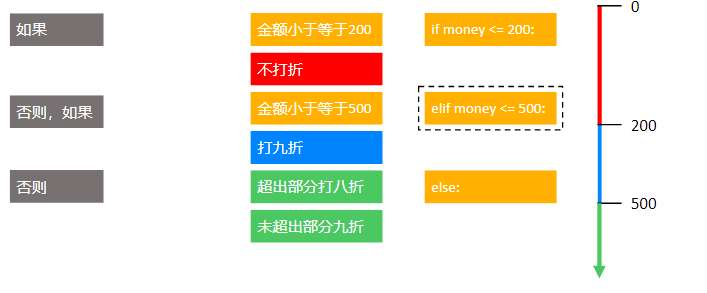 如果
金额小于等于200
if money <= 200:
0
不打折
否则，如果
金额小于等于500
elif money <= 500:
200
打九折
否则
超出部分打八折
else:
500
未超出部分九折